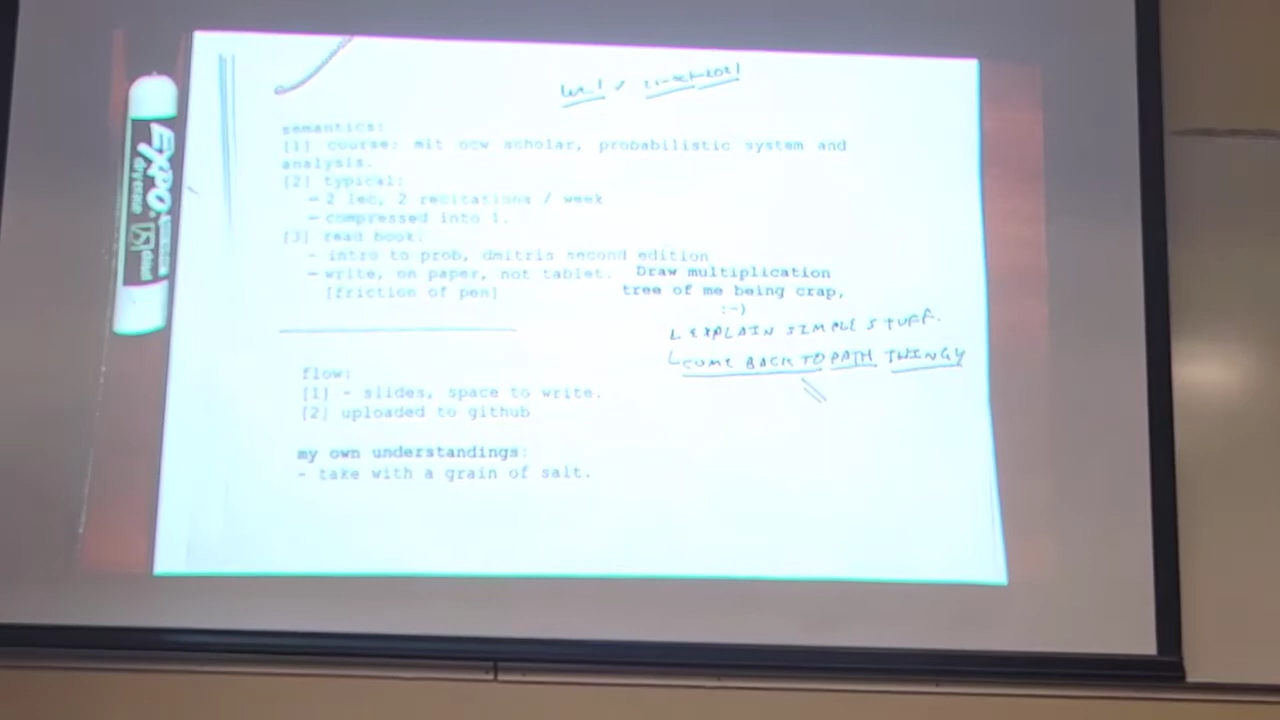 semantics:
[1] course: mit ocw scholar, probabilistic system and
analysis.
[2] typical:
- 2 lec, 2 recitations / week
- compressed into 1.
[3] read book:
- intro to prob, dmitris second edition
- write, on paper, not tablet.
[friction of pen]
Draw multiplication
tree of me being crap,
:-)
EXPLAIN SIMPLE STUFF.
COME BACK TO PATH THINGY
flow:
[1] - slides, space to write.
[2] uploaded to github
my own understandings:
- take with a grain of salt.
EXPO
dry erase